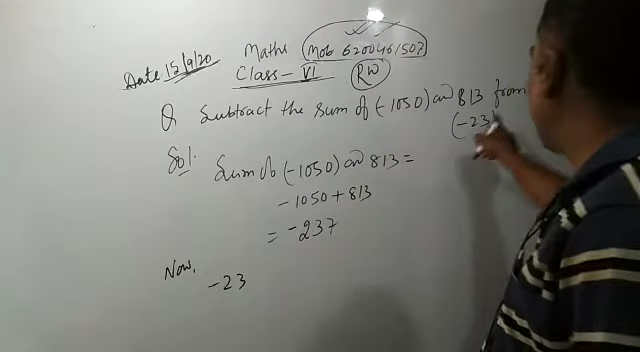 Maths Mob 6200461507
Date 15/9/20 Class - VI RW
Q Subtract the sum of (-1050) and 813 from
(-23)
Sol:
Sum of (-1050) and 813 =
-1050 + 813
= -237
Now,
-23